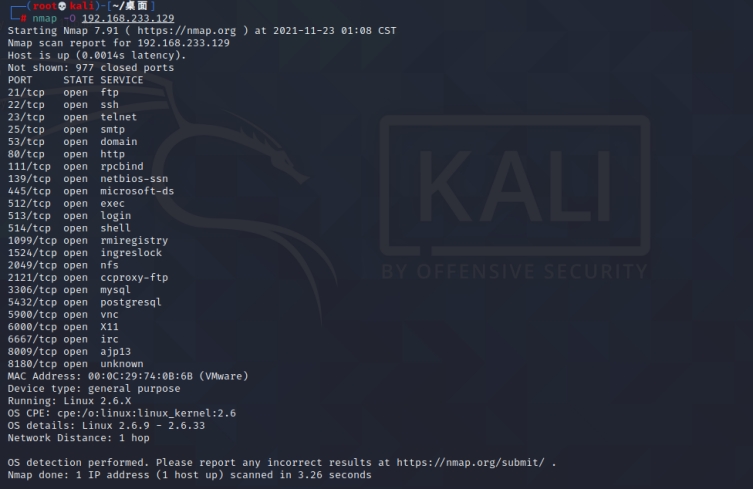 ┌──(root💀kali)-[~/桌面]
└─# nmap -O 192.168.233.129
Starting Nmap 7.91 ( https://nmap.org ) at 2021-11-23 01:08 CST
Nmap scan report for 192.168.233.129
Host is up (0.0014s latency).
Not shown: 977 closed ports
PORT     STATE SERVICE
21/tcp   open  ftp
22/tcp   open  ssh
23/tcp   open  telnet
25/tcp   open  smtp
53/tcp   open  domain
80/tcp   open  http
111/tcp  open  rpcbind
139/tcp  open  netbios-ssn
445/tcp  open  microsoft-ds
512/tcp  open  exec
513/tcp  open  login
514/tcp  open  shell
1099/tcp open  rmiregistry
1524/tcp open  ingreslock
2049/tcp open  nfs
2121/tcp open  ccproxy-ftp
3306/tcp open  mysql
5432/tcp open  postgresql
5900/tcp open  vnc
6000/tcp open  X11
6667/tcp open  irc
8009/tcp open  ajp13
8180/tcp open  unknown
MAC Address: 00:0C:29:74:0B:6B (VMware)
Device type: general purpose
Running: Linux 2.6.X
OS CPE: cpe:/o:linux:linux_kernel:2.6
OS details: Linux 2.6.9 - 2.6.33
Network Distance: 1 hop
OS detection performed. Please report any incorrect results at https://nmap.org/submit/ .
Nmap done: 1 IP address (1 host up) scanned in 3.26 seconds
KALI
BY OFFENSIVE SECURITY